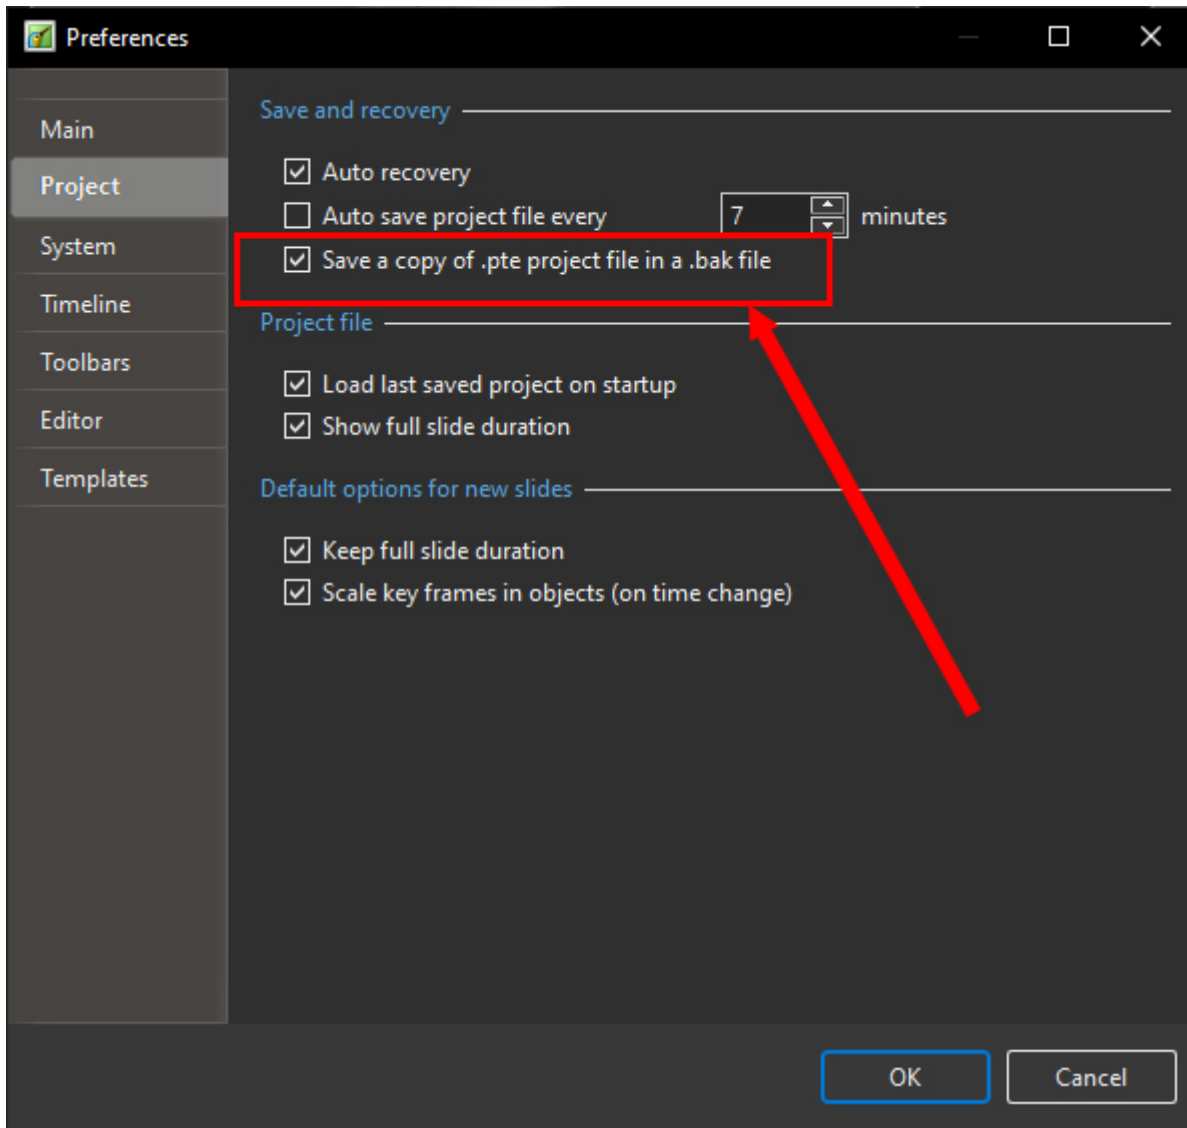 Preferences
Main
Project
System
Timeline
Toolbars
Editor
Templates
Save and recovery
Auto recovery
Auto save project file every 7 minutes
Save a copy of .pte project file in a .bak file
Project file
Load last saved project on startup
Show full slide duration
Default options for new slides
Keep full slide duration
Scale key frames in objects (on time change)
OK Cancel